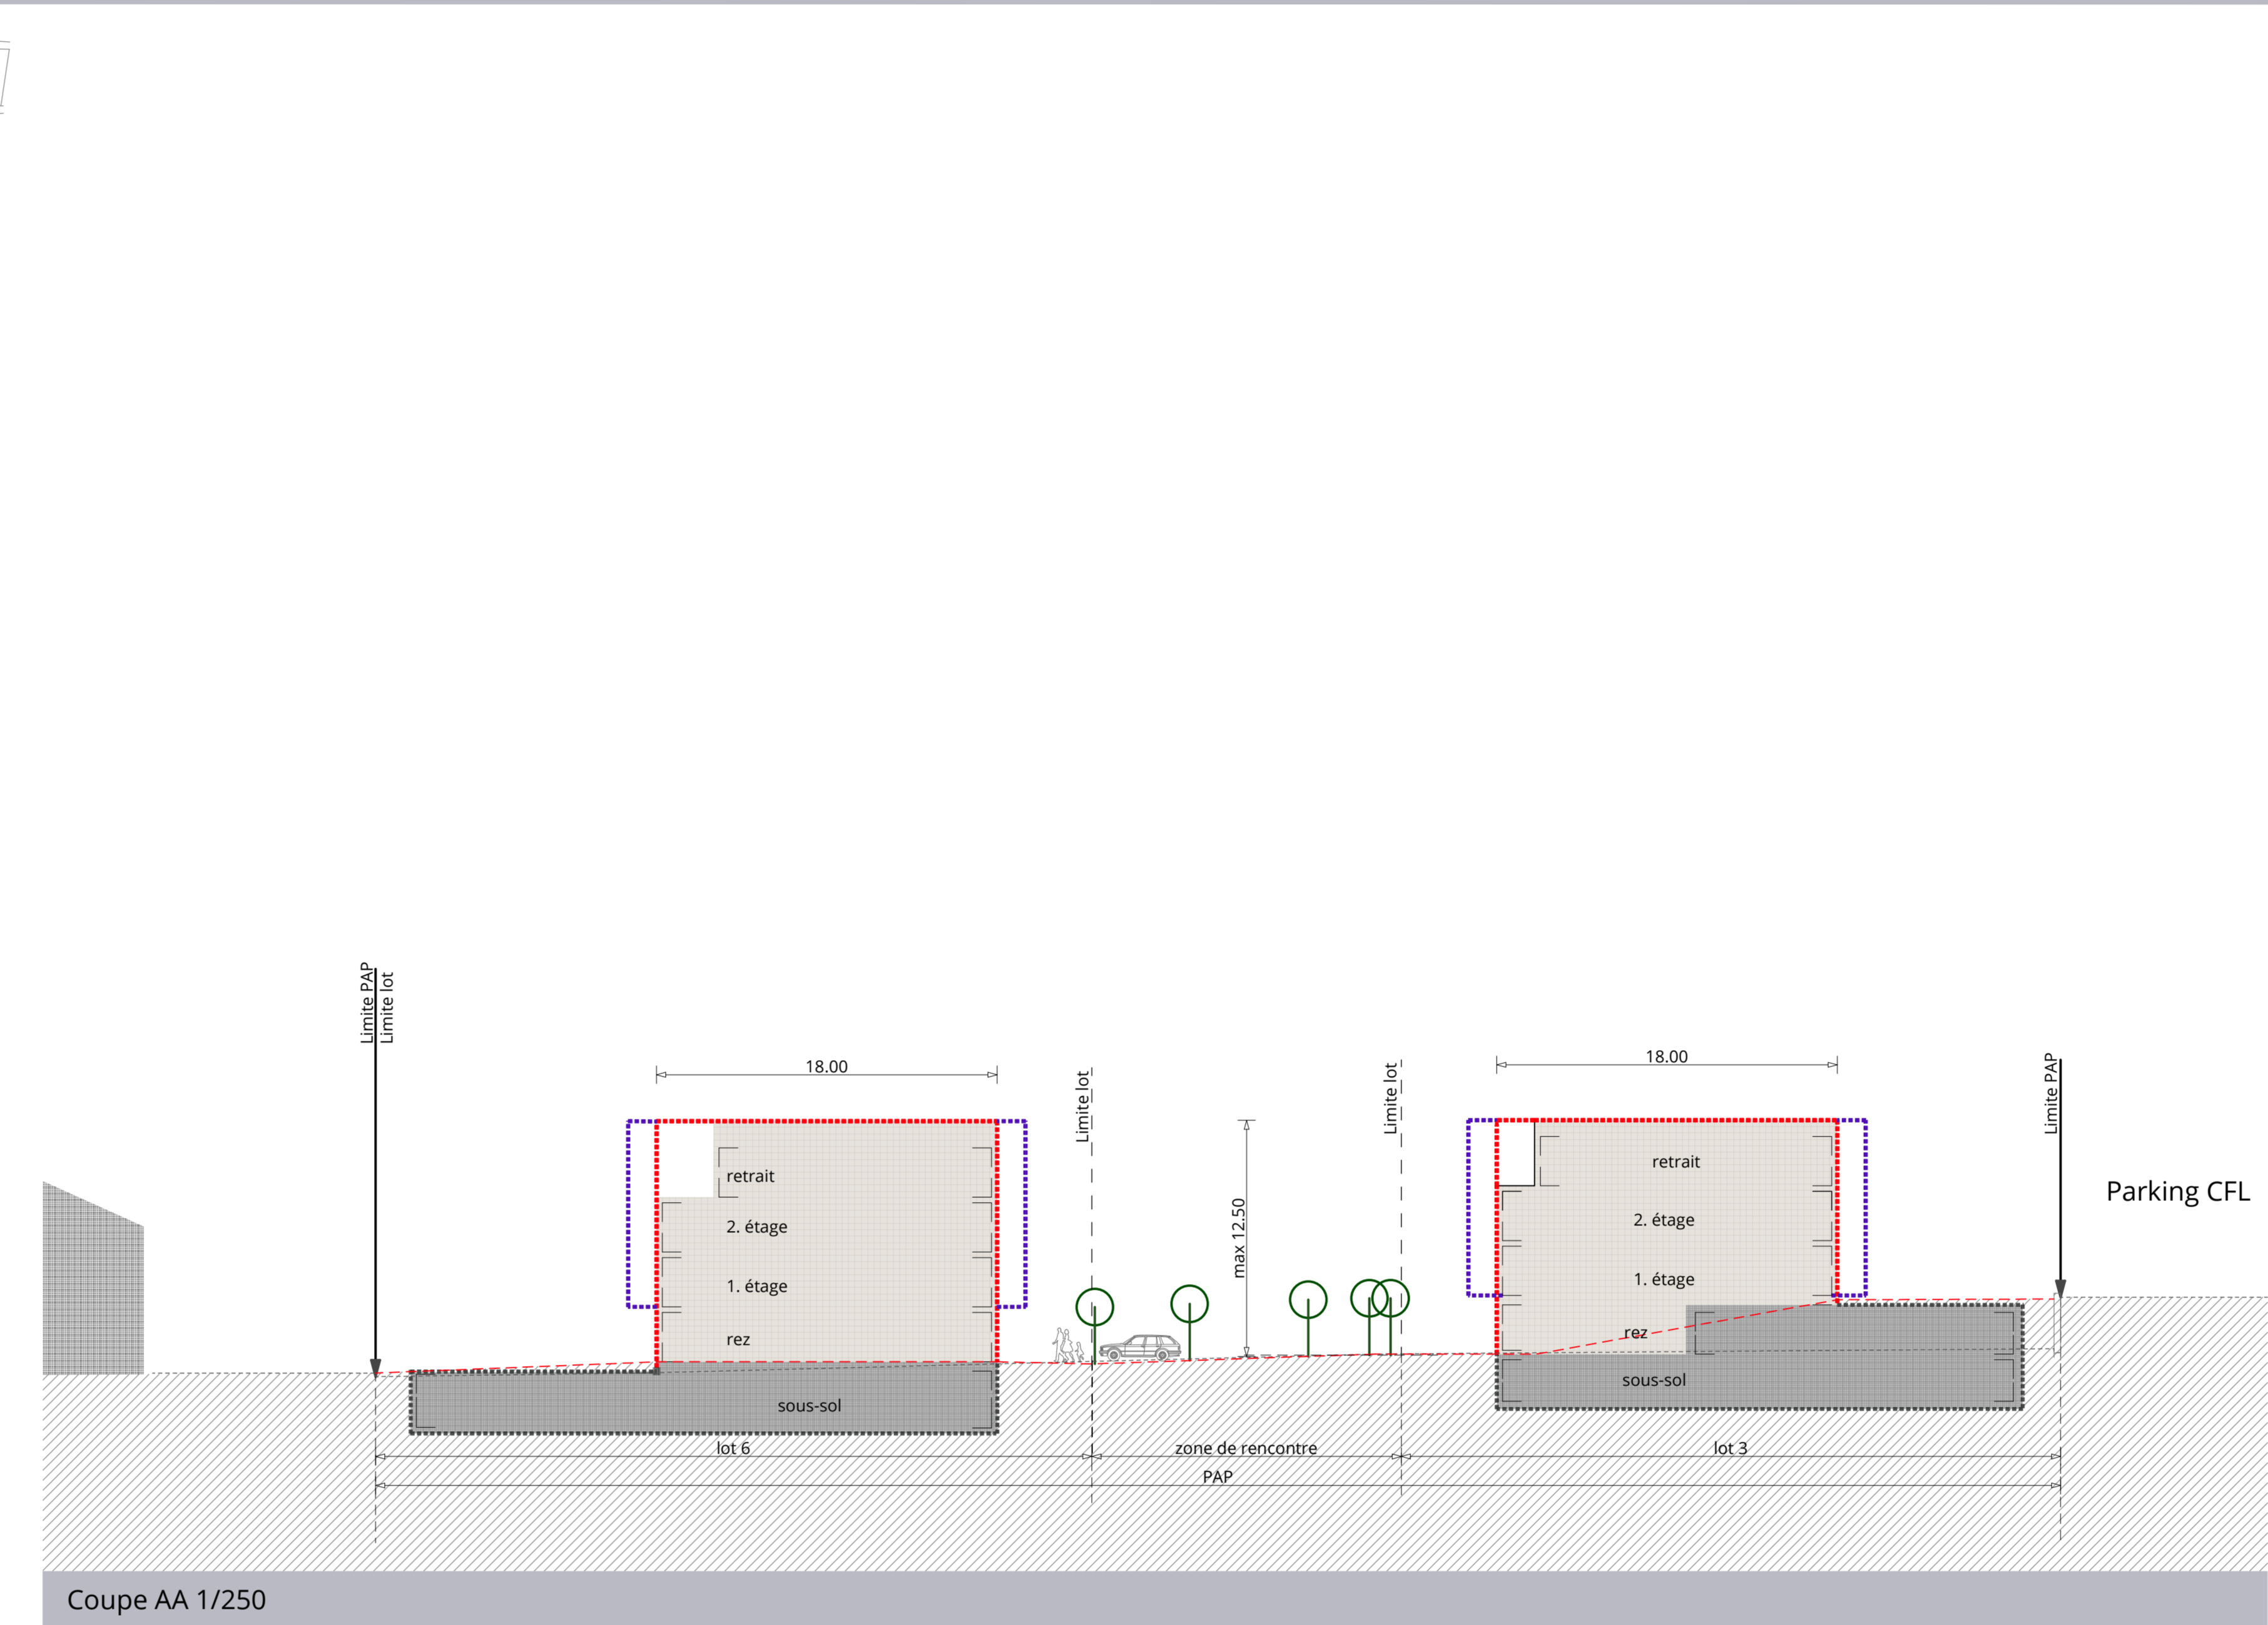 Limite PAP
Limite lot
18.00
Limite lot
Limite lot
18.00
Limite PAP
Parking CFL
max 12.50
retrait
2. étage
1. étage
rez
sous-sol
retrait
2. étage
1. étage
rez
sous-sol
lot 6
zone de rencontre
lot 3
PAP
Coupe AA 1/250